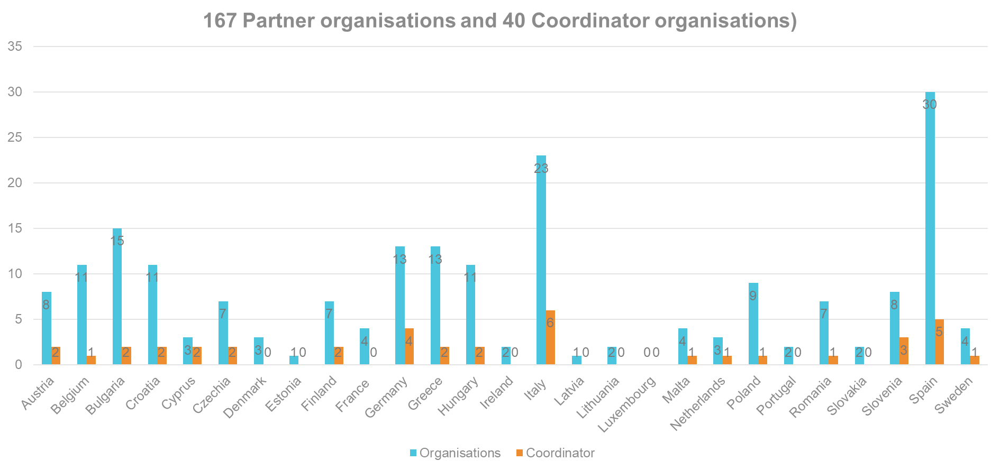 167 Partner organisations and 40 Coordinator organisations)
35
30
25
20
15
10
5
0
8 2 11 1 15 2 11 2 3 2 7 2 3 0 1 0 7 2 4 0 13 4 13 2 11 2 2 0 23 6 1 0 2 0 0 0 4 1 3 1 9 1 2 0 7 1 2 0 8 3 30 5 4 1
Austria
Belgium
Bulgaria
Croatia
Cyprus
Czechia
Denmark
Estonia
Finland
France
Germany
Greece
Hungary
Ireland
Italy
Latvia
Lithuania
Luxembourg
Malta
Netherlands
Poland
Portugal
Romania
Slovakia
Slovenia
Spain
Sweden
Organisations Coordinator